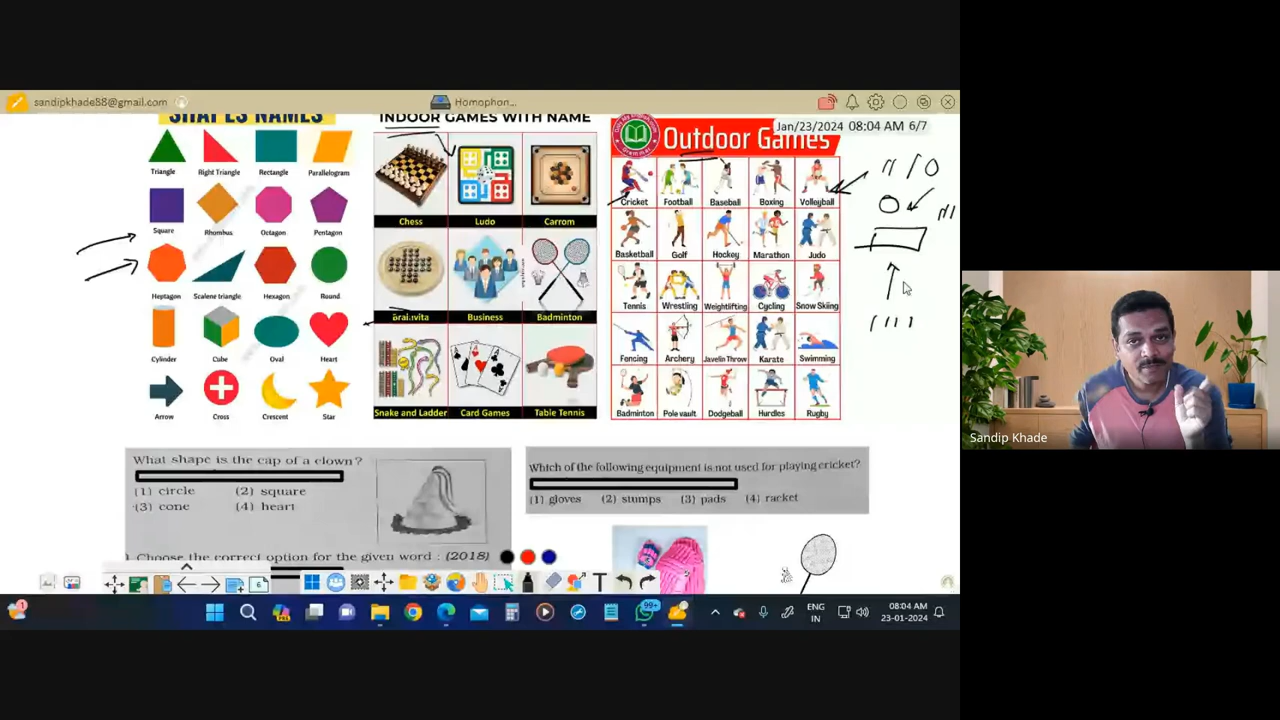 sandipkhade88@gmail.com
Homophon...
SHAPES NAMES
Triangle
Right Triangle
Rectangle
Parallelogram
Square
Rhombus
Octagon
Pentagon
Heptagon
Scalene triangle
Hexagon
Round
Cylinder
Cube
Oval
Heart
Arrow
Cross
Crescent
Star
INDOOR GAMES WITH NAME
Chess
Ludo
Carrom
Brainvita
Business
Badminton
Snake and Ladder
Card Games
Table Tennis
Outdoor Games
Jan/23/2024 08:04 AM 6/7
Cricket
Football
Baseball
Boxing
Volleyball
Basketball
Golf
Hockey
Marathon
Judo
Tennis
Wrestling
Weightlifting
Cycling
Snow Skiing
Fencing
Archery
Javelin Throw
Karate
Swimming
Badminton
Pole vault
Dodgeball
Hurdles
Rugby
Sandip Khade
What shape is the cap of a clown?
(1) circle (2) square
(3) cone (4) heart
Choose the correct option for the given word : (2018)
Which of the following equipment is not used for playing cricket?
(1) gloves (2) stumps (3) pads (4) racket
6
1
99+
ENG
IN
08:04 AM
23-01-2024